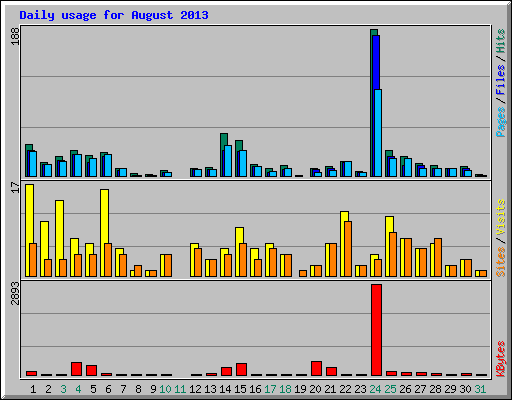 Daily usage for August 2013
188
Pages / Files / Hits
17
Sites / Visits
2893
KBytes
1 2 3 4 5 6 7 8 9 10 11 12 13 14 15 16 17 18 19 20 21 22 23 24 25 26 27 28 29 30 31